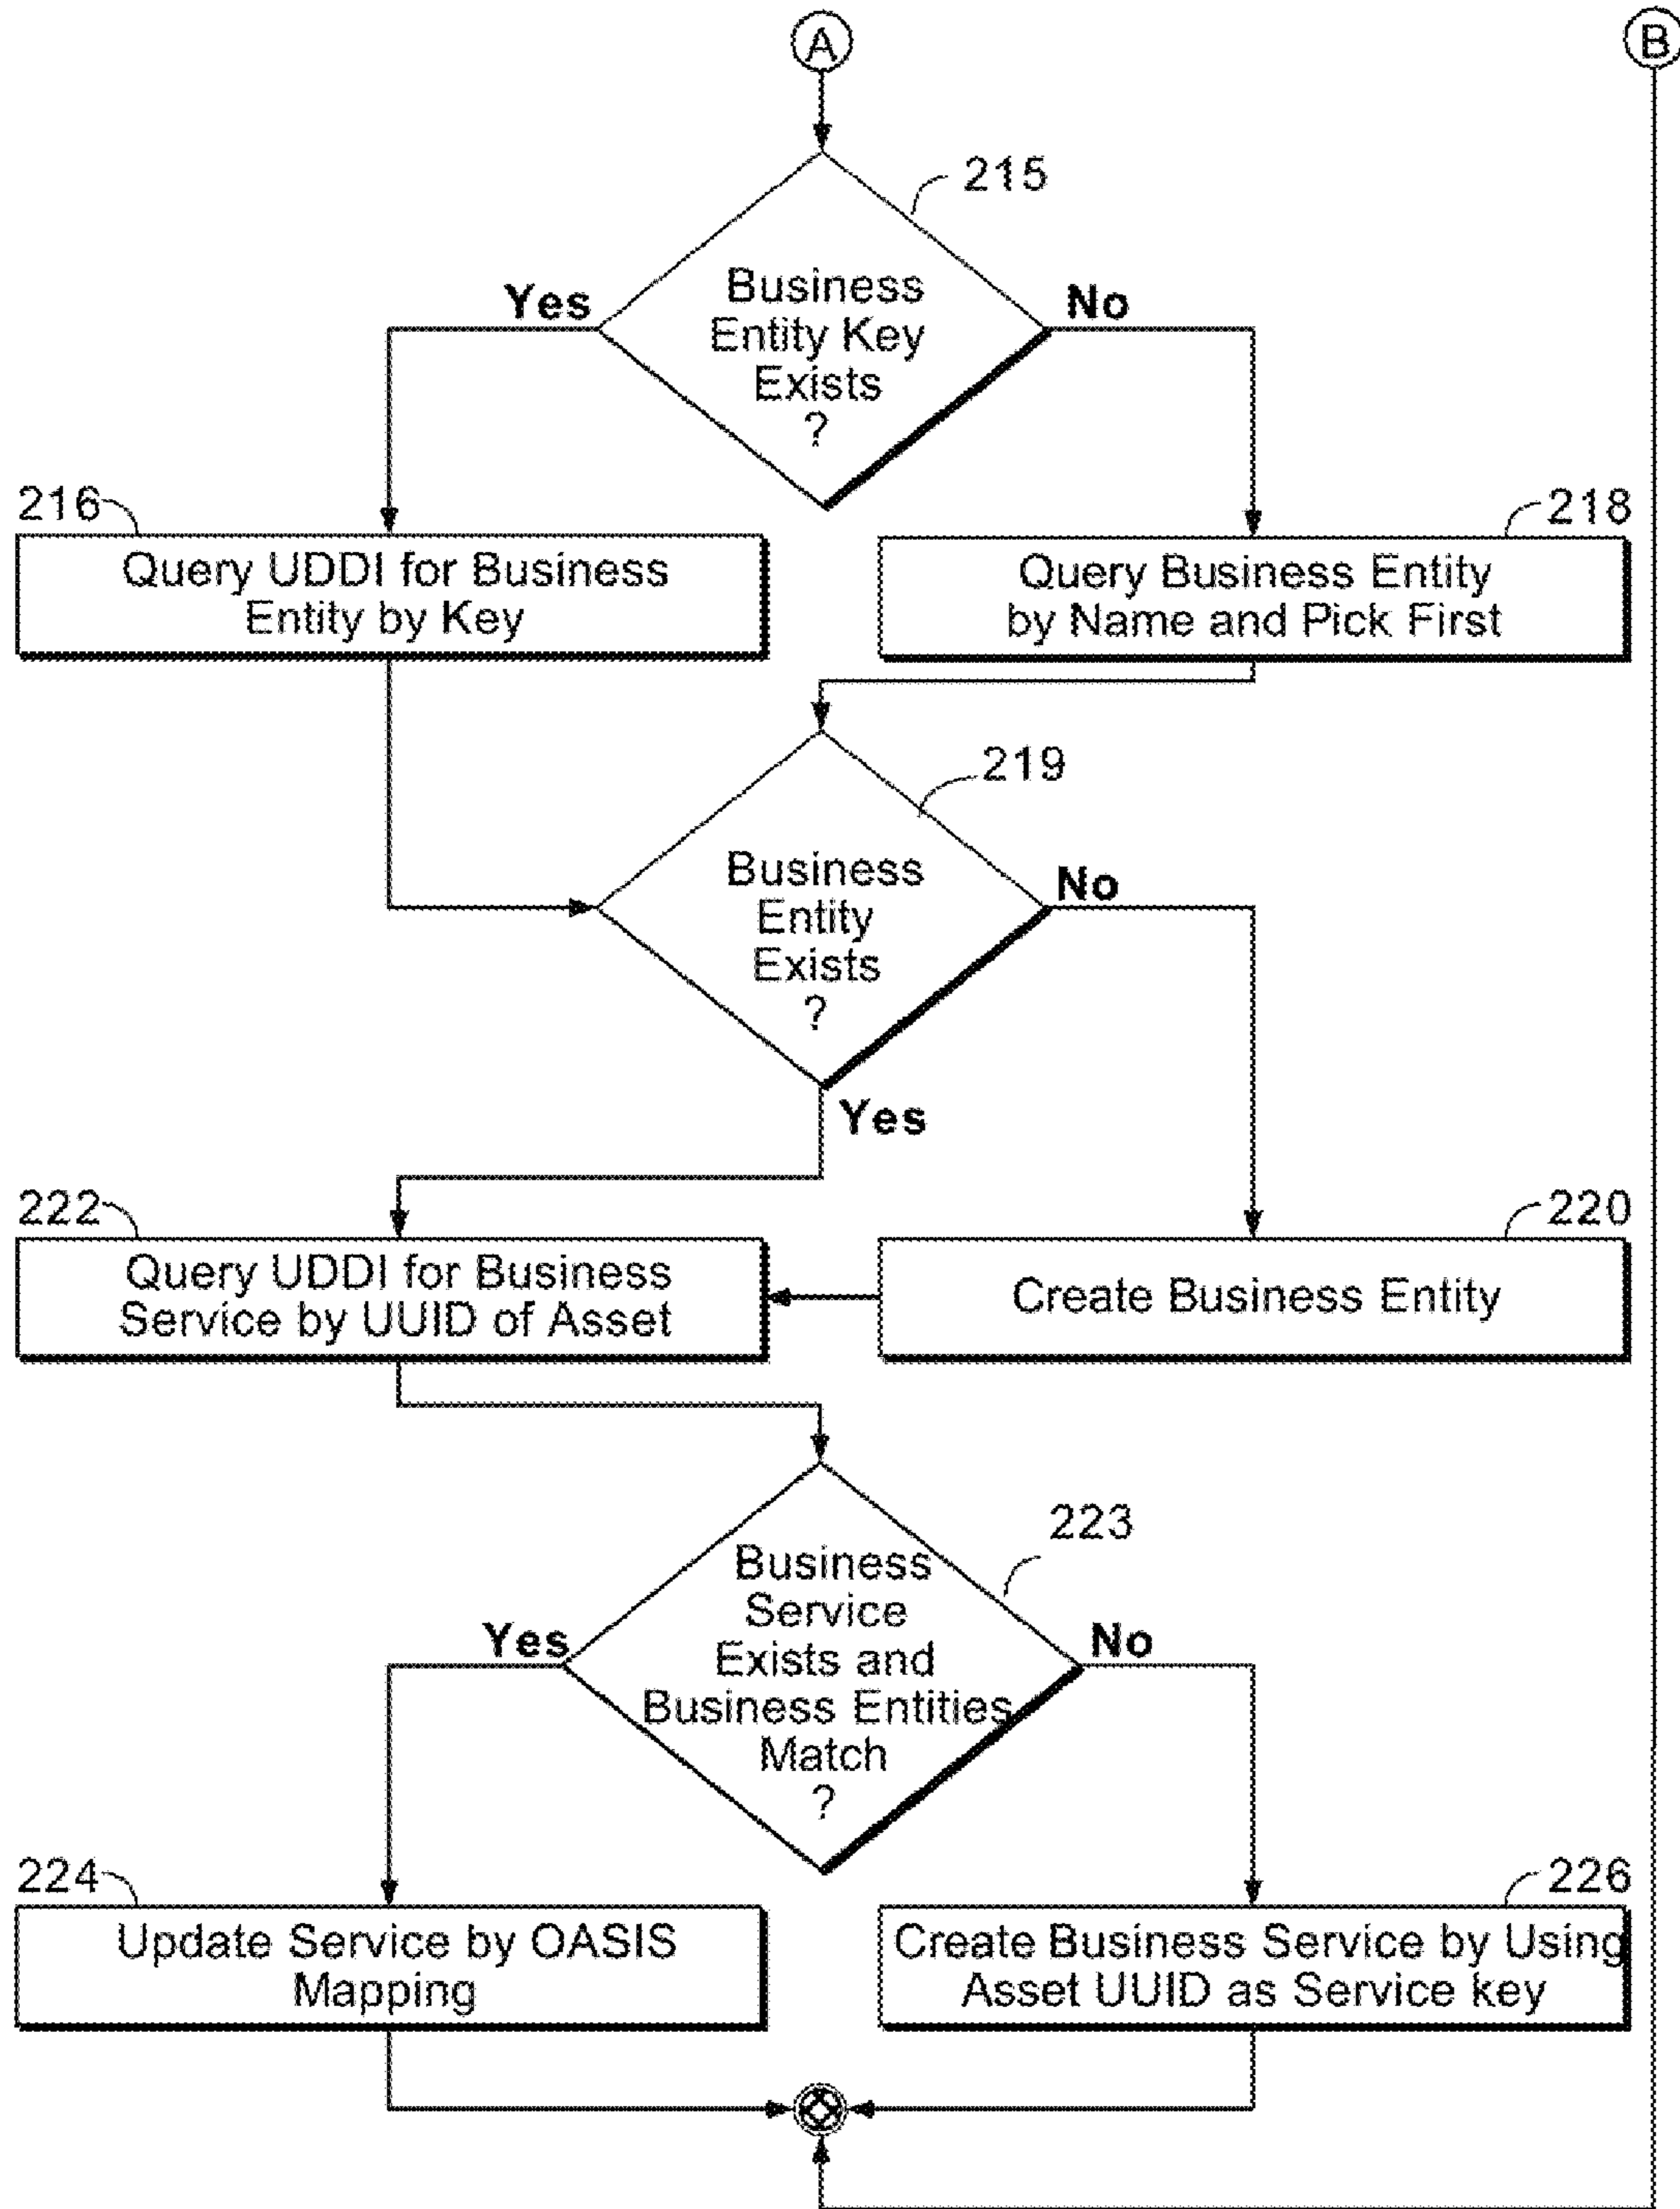 A
B
215
Business
Entity Key
Exists
?
Yes
No
216
Query UDDI for Business
Entity by Key
218
Query Business Entity
by Name and Pick First
219
Business
Entity
Exists
?
No
Yes
222
Query UDDI for Business
Service by UUID of Asset
220
Create Business Entity
223
Business
Service
Exists and
Business Entities
Match
?
Yes
No
224
Update Service by OASIS
Mapping
226
Create Business Service by Using
Asset UUID as Service key